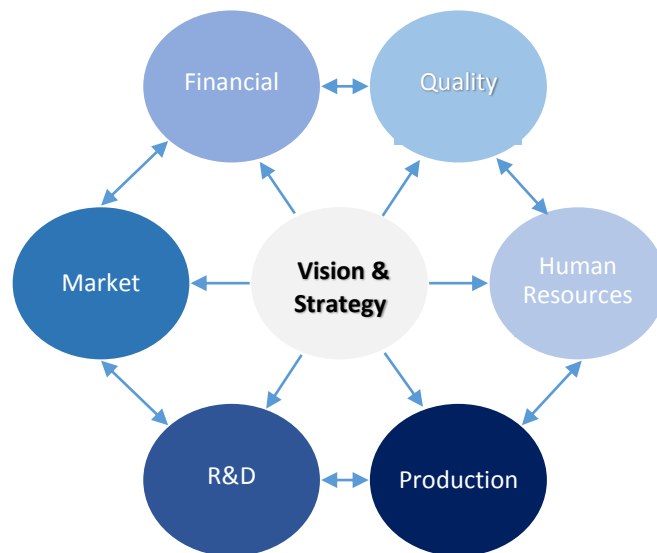 Financial
Quality
Market
Vision &
Strategy
Human
Resources
R&D
Production